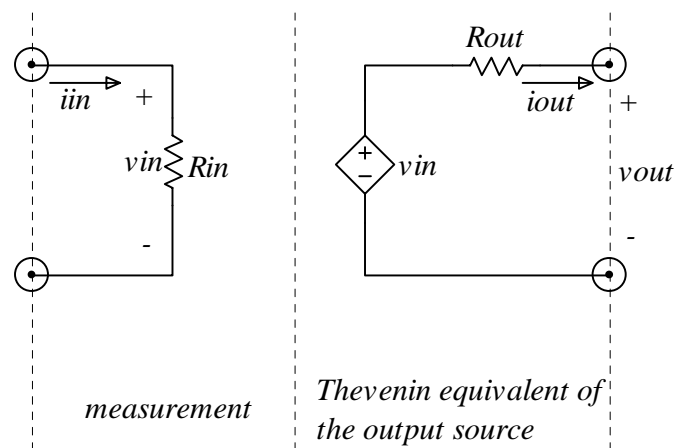 Rout
iin
+
iout
+
vin
Rin
+
−
vin
vout
-
-
measurement
Thevenin equivalent of
the output source